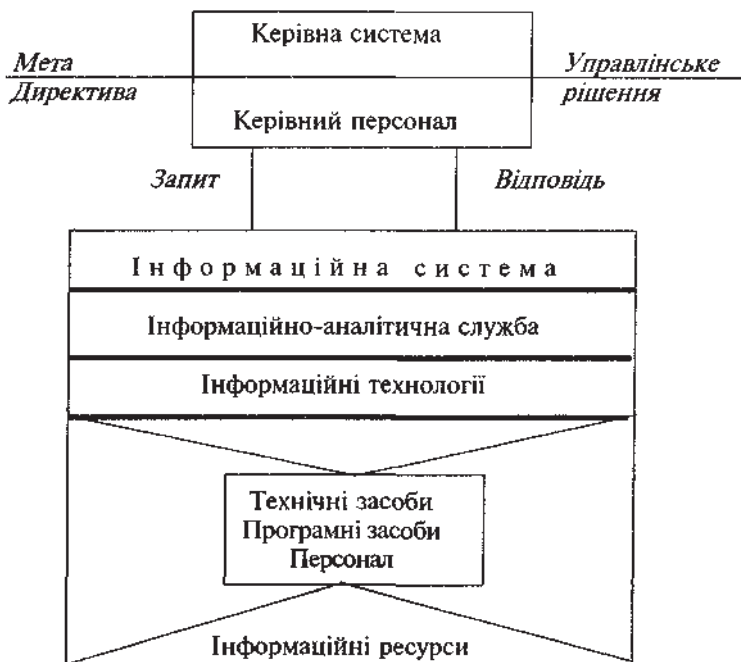 Керівна система
Мета
Директива
Управлінське
рішення
Керівний персонал
Запит
Відповідь
Інформаційна система
Інформаційно-аналітична служба
Інформаційні технології
Технічні засоби
Програмні засоби
Персонал
Інформаційні ресурси